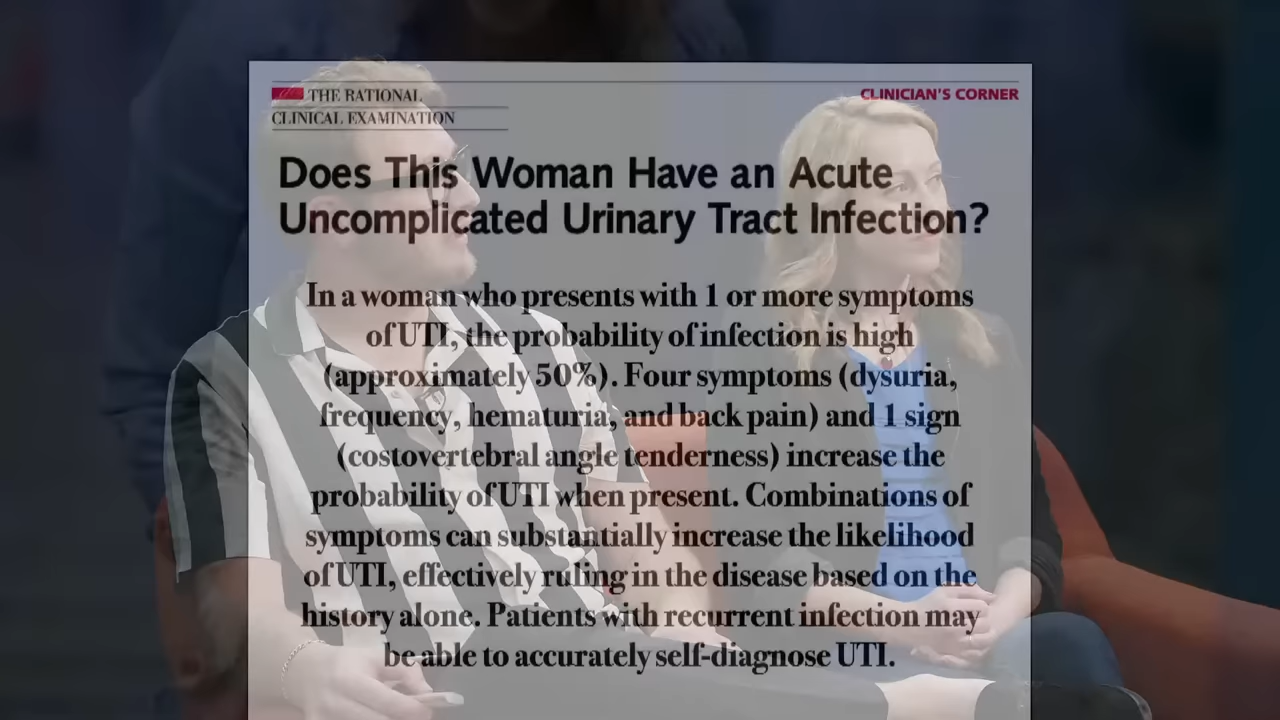 THE RATIONAL
CLINICAL EXAMINATION
CLINICIAN'S CORNER
Does This Woman Have an Acute
Uncomplicated Urinary Tract Infection?
In a woman who presents with 1 or more symptoms
of UTI, the probability of infection is high
(approximately 50%). Four symptoms (dysuria,
frequency, hematuria, and back pain) and 1 sign
(costovertebral angle tenderness) increase the
probability of UTI when present. Combinations of
symptoms can substantially increase the likelihood
of UTI, effectively ruling in the disease based on the
history alone. Patients with recurrent infection may
be able to accurately self-diagnose UTI.